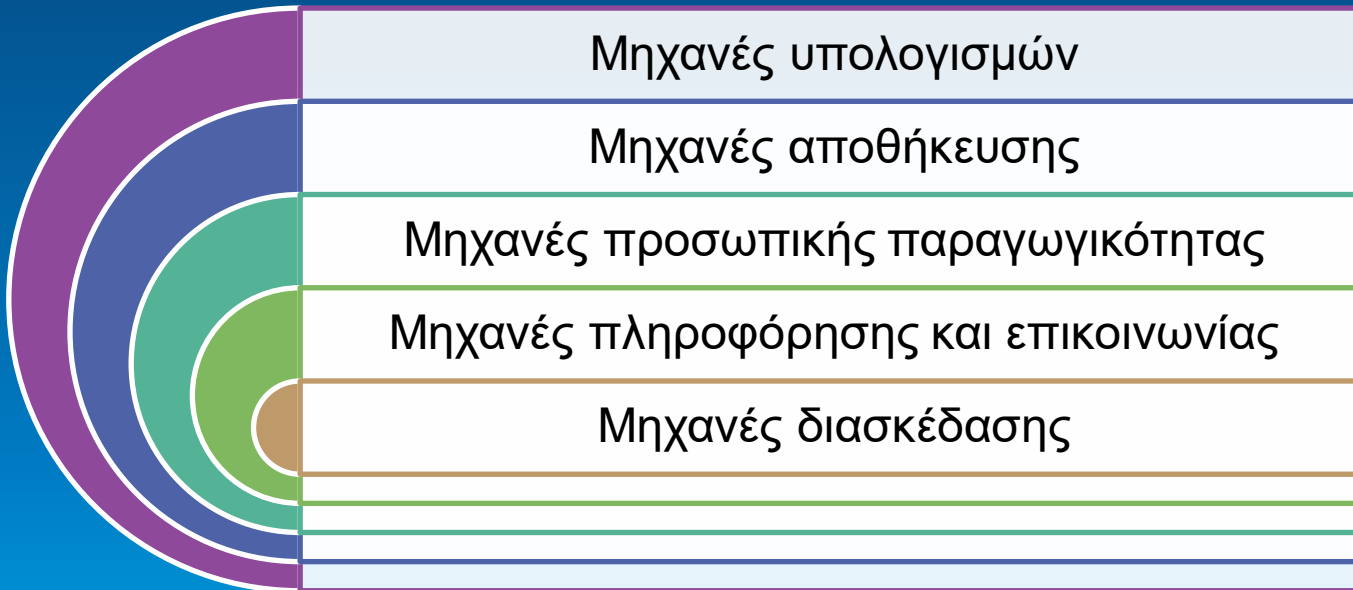 Μηχανές υπολογισμών
Μηχανές αποθήκευσης
Μηχανές προσωπικής παραγωγικότητας
Μηχανές πληροφόρησης και επικοινωνίας
Μηχανές διασκέδασης